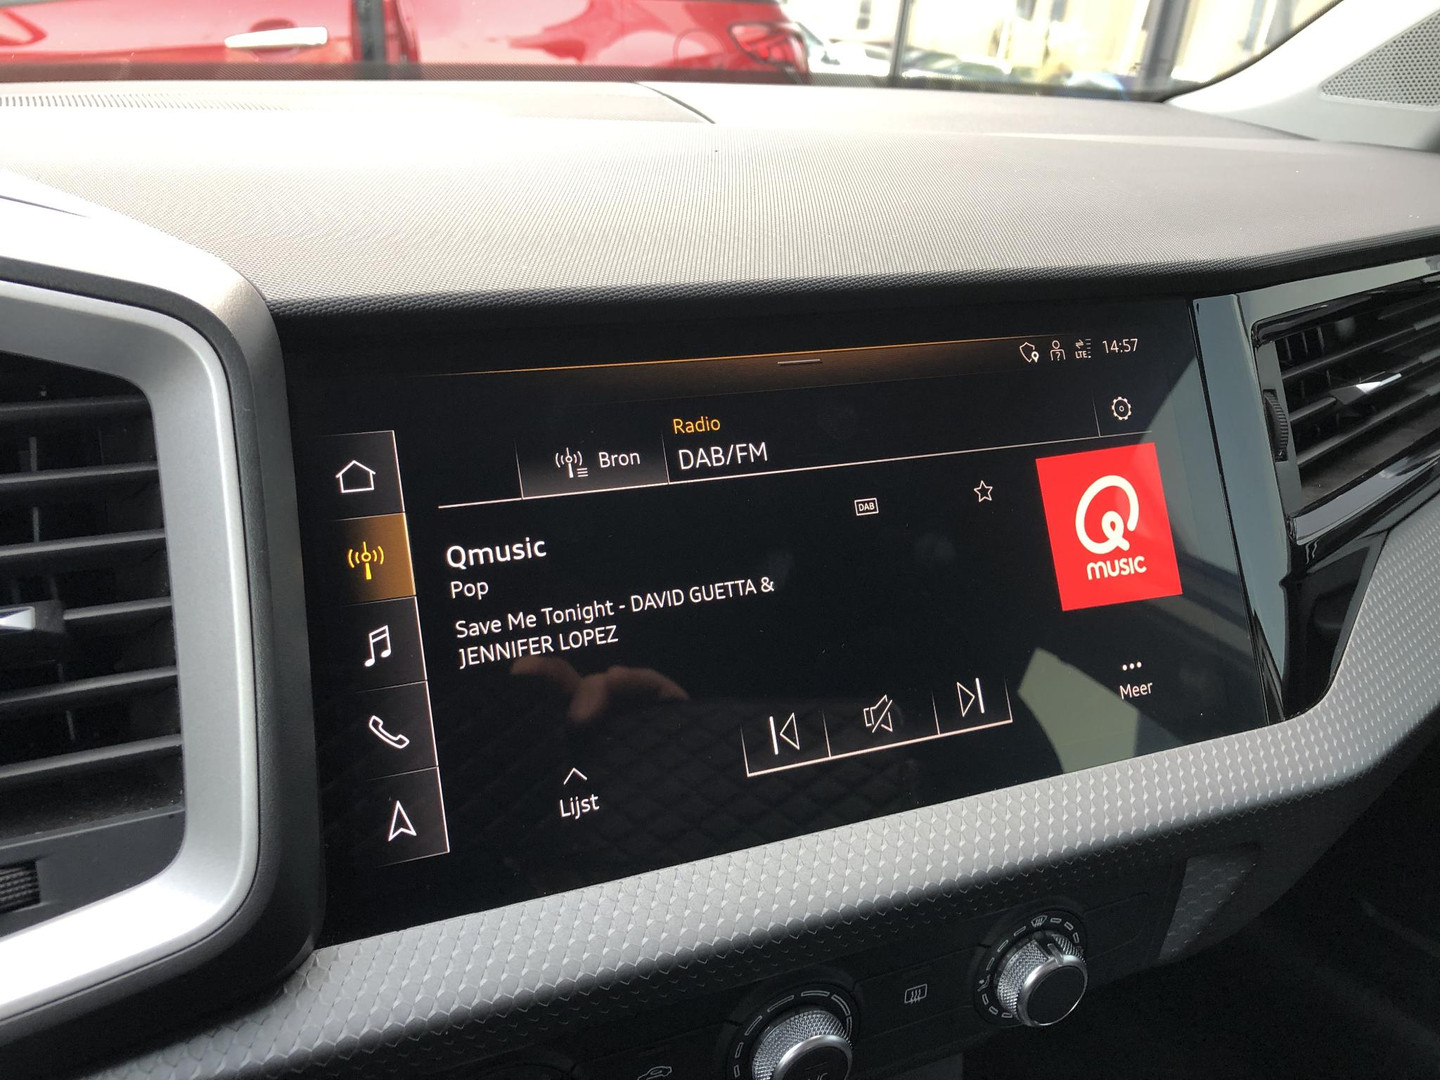 LTE
14:57
Radio
Bron
DAB/FM
DAB
Qmusic
Pop
Save Me Tonight - DAVID GUETTA &
JENNIFER LOPEZ
Q
MUSIC
Meer
Lijst